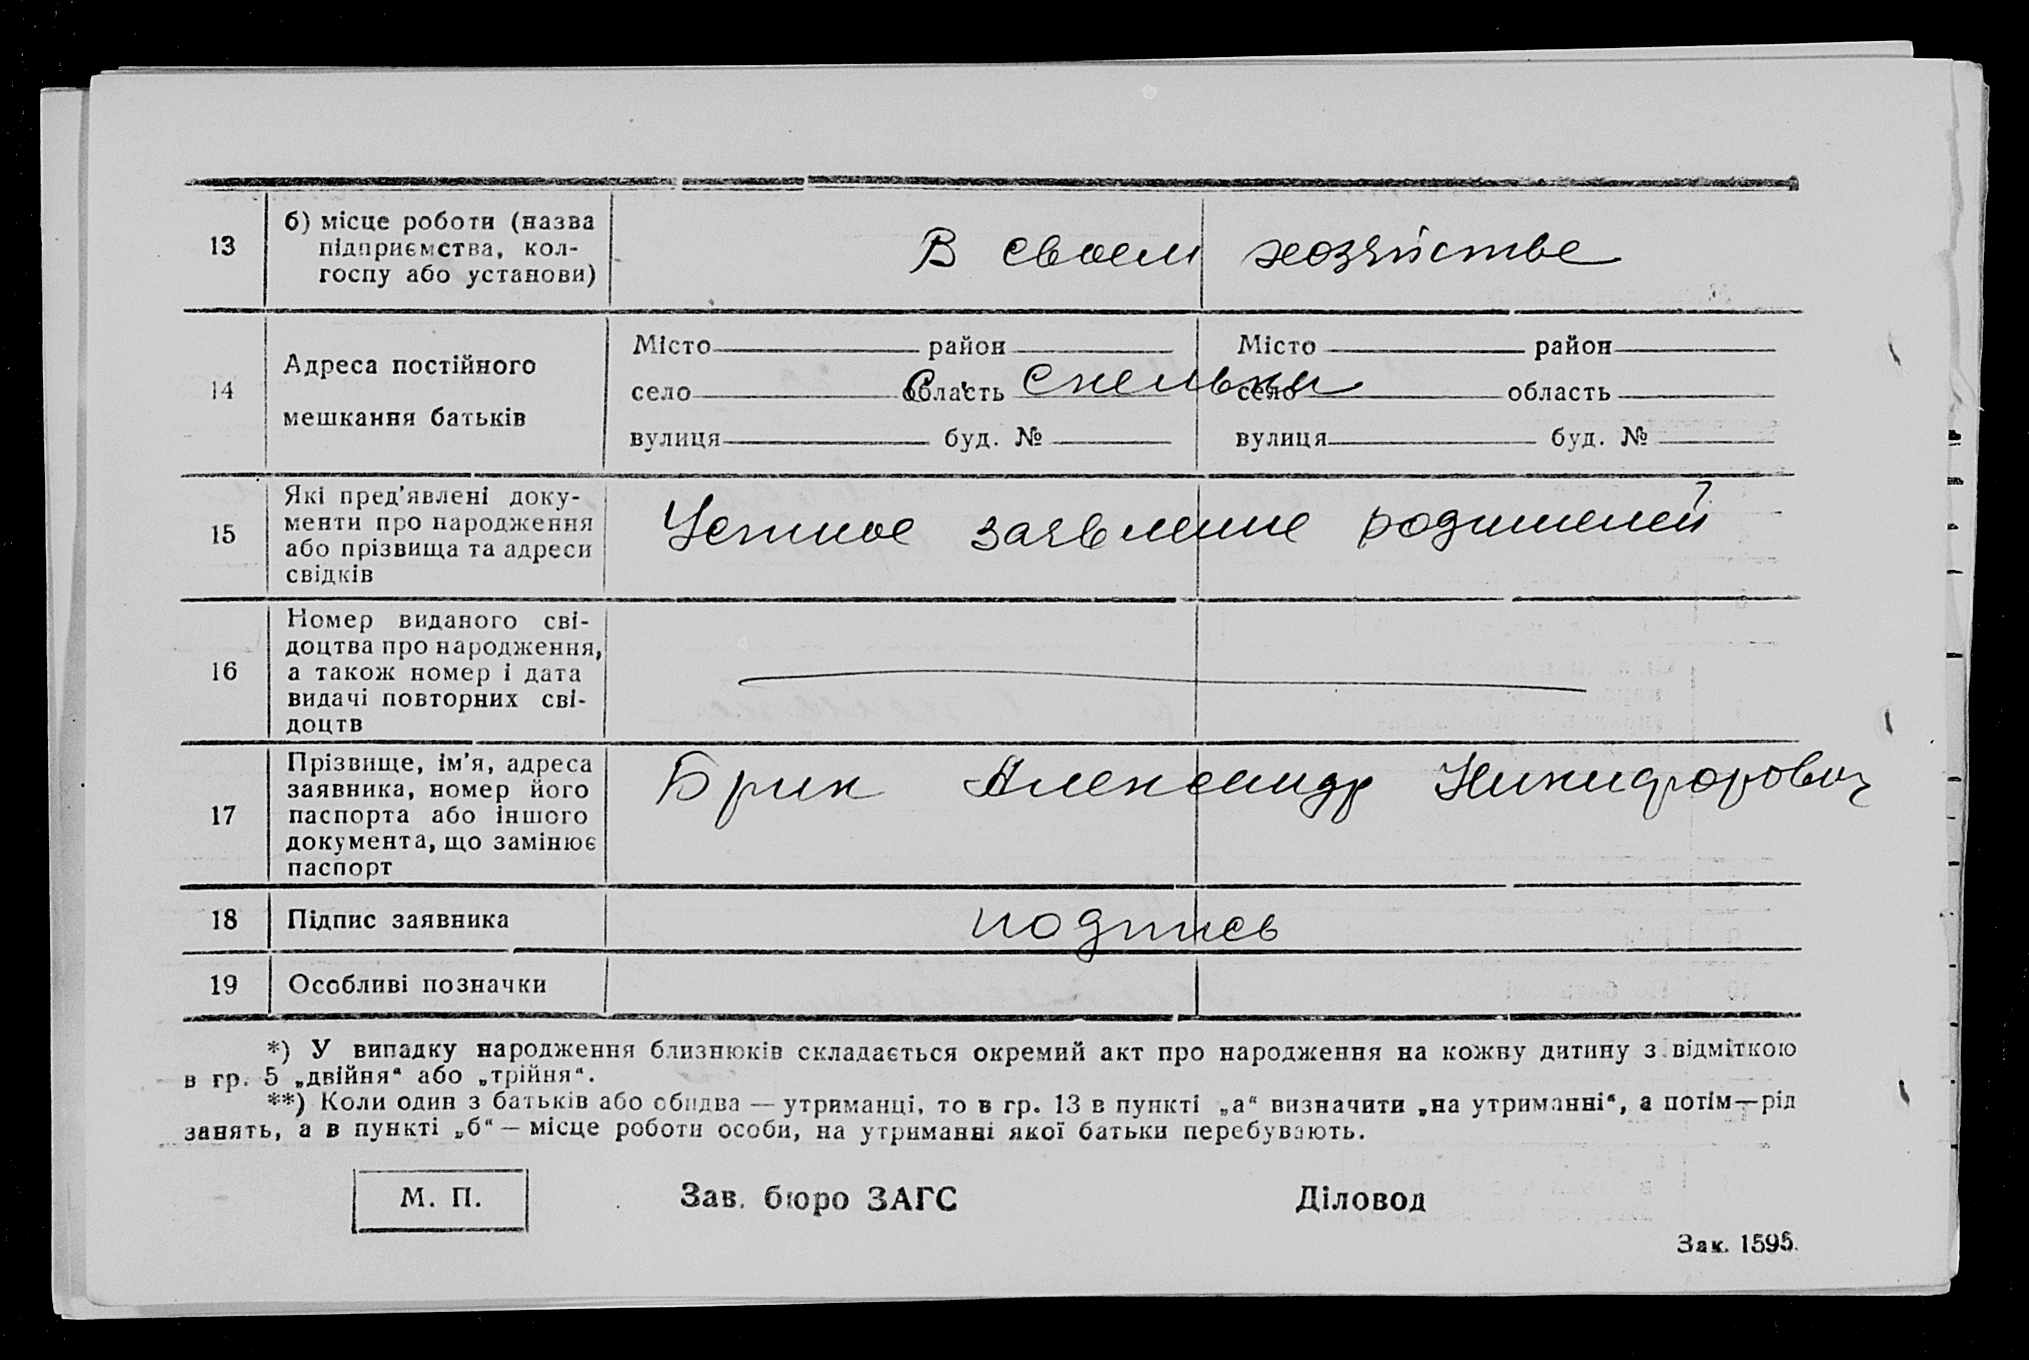 13
б) місце роботи (назва
підприємства, кол-
госпу або установи)
В своем хозяйстве
14
Адреса постійного
мешкання батьків
Місто район
село область
вулиця буд. №
Місто район
село область
вулиця буд. №
с. Спельки
15
Які пред’явлені доку-
менти про народження
або прізвища та адреси
свідків
Устное заявление родителей
16
Номер виданого сві-
доцтва про народження,
а також номер і дата
видачі повторних сві-
доцтв
17
Прізвище, ім’я, адреса
заявника, номер його
паспорта або іншого
документа, що замінює
паспорт
Брик Александр Никифорович
18
Підпис заявника
подпись
19
Особливі позначки
*) У випадку народження близнюків складається окремий акт про народження на кожну дитину з відміткою
в гр. 5 „двійня“ або „трійня“.
**) Коли один з батьків або обидва — утриманці, то в гр. 13 в пункті „а“ визначити „на утриманні“, а потім—рід
занять, а в пункті „б“ — місце роботи особи, на утриманні якої батьки перебувають.
М. П.
Зав. бюро ЗАГС
Діловод
Зак. 1595.